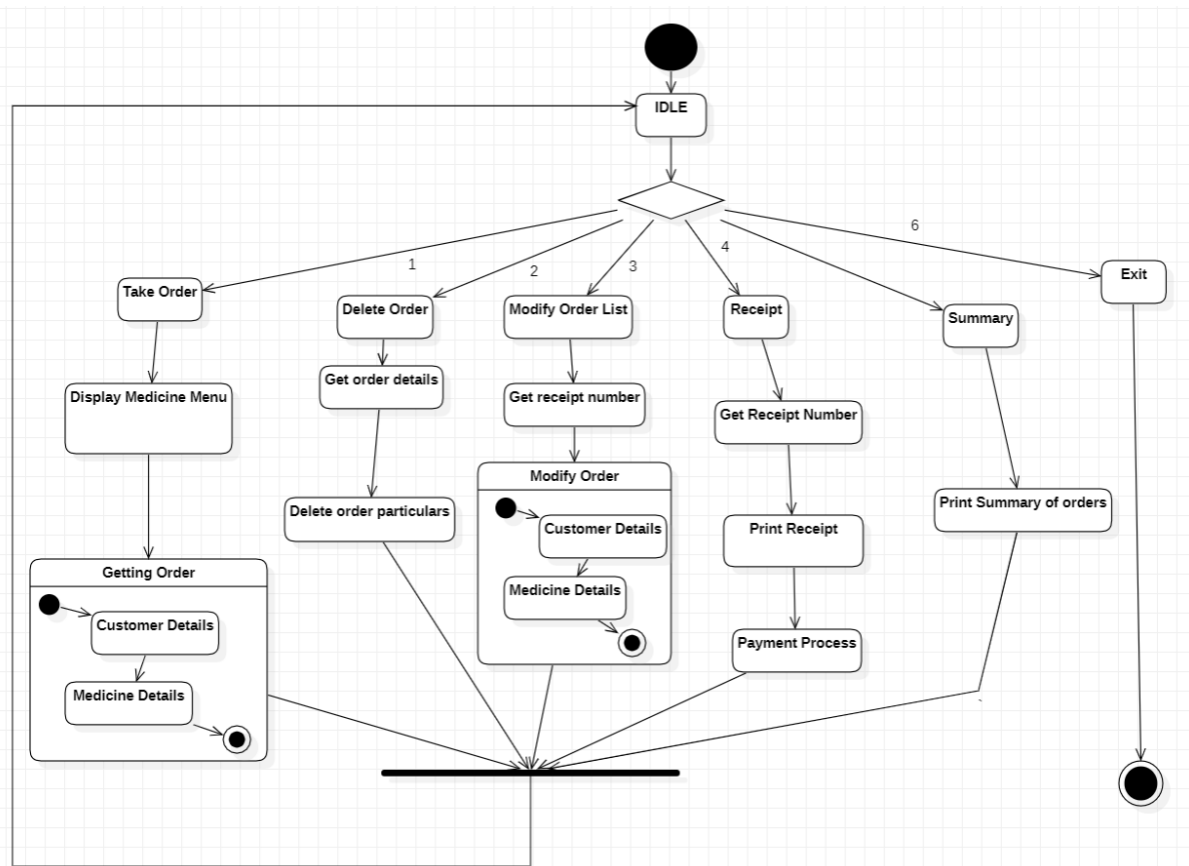 IDLE
6
4
1
2
3
Exit
Take Order
Delete Order
Modify Order List
Receipt
Summary
Get order details
Display Medicine Menu
Get receipt number
Get Receipt Number
Modify Order
Print Summary of orders
Delete order particulars
Customer Details
Print Receipt
Getting Order
Medicine Details
Customer Details
Payment Process
Medicine Details